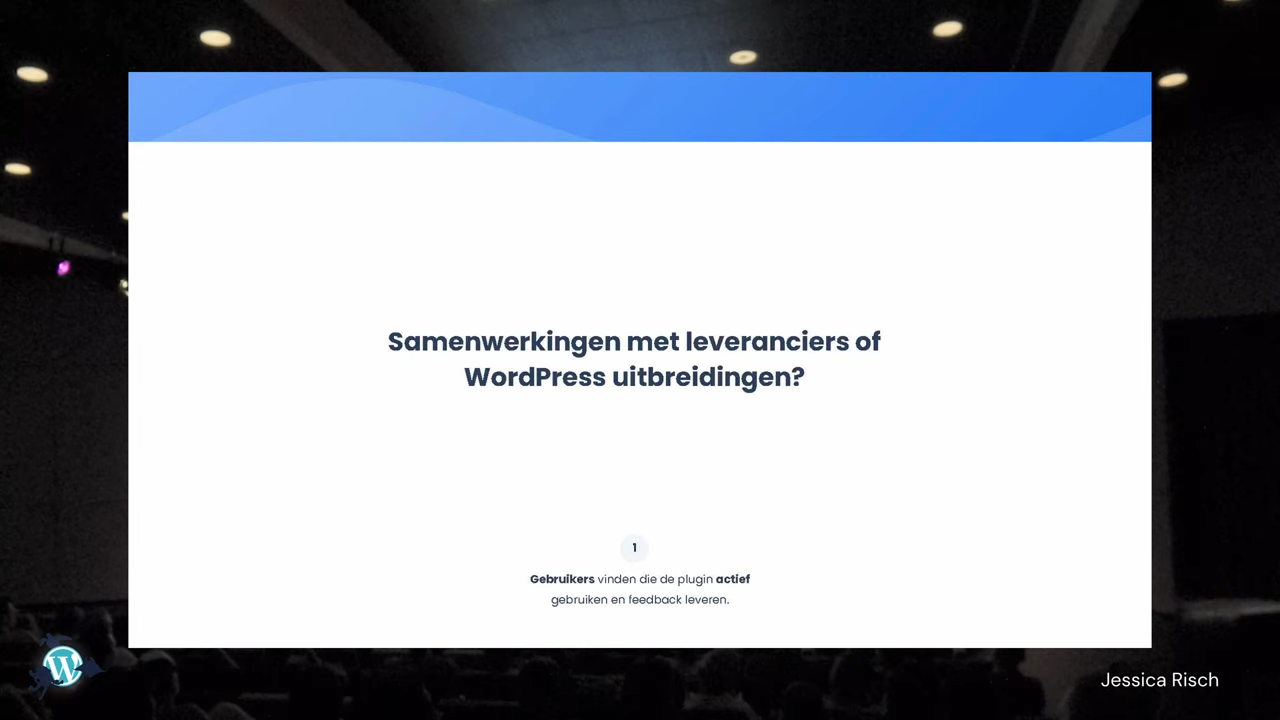 Samenwerkingen met leveranciers of
WordPress uitbreidingen?
1
Gebruikers vinden die de plugin actief
gebruiken en feedback leveren.
W
Jessica Risch